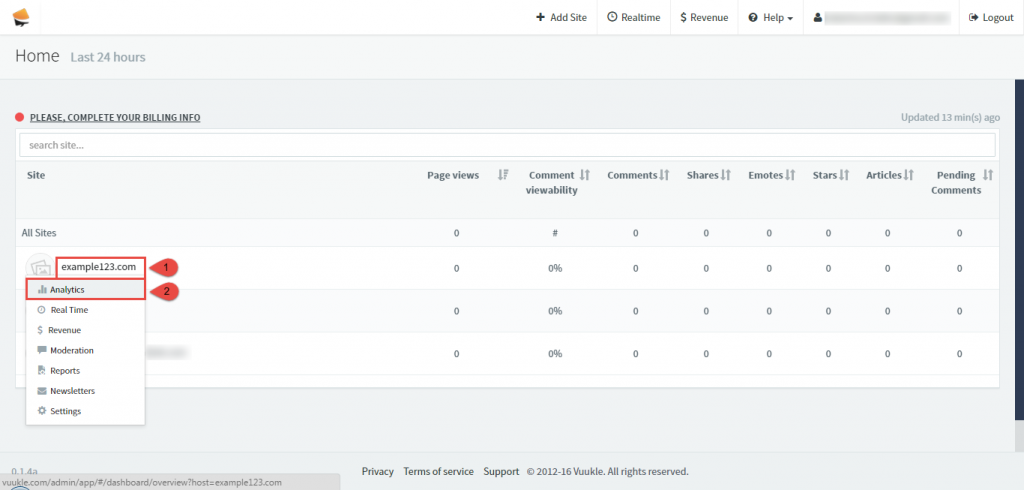 Add Site Realtime $ Revenue Help Logout
Home Last 24 hours
PLEASE, COMPLETE YOUR BILLING INFO Updated 13 min(s) ago
search site...
Site Page views Comment viewability Comments Shares Emotes Stars Articles Pending Comments
All Sites 0 # 0 0 0 0 0 0
example123.com 1 0 0% 0 0 0 0 0 0
Analytics 2
Real Time 0 0% 0 0 0 0 0 0
$ Revenue
Moderation 0 0% 0 0 0 0 0 0
Reports
Newsletters
Settings
0.1.4a Privacy Terms of service Support © 2012-16 Vuukle. All rights reserved.
vuukle.com/admin/app/#/dashboard/overview?host=example123.com